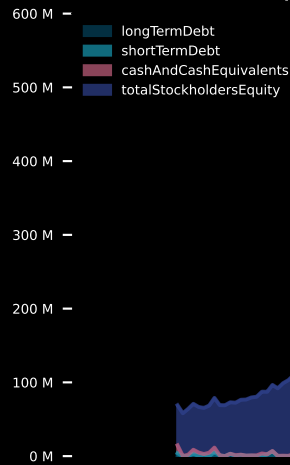 600 M
longTermDebt
shortTermDebt
cashAndCashEquivalents
totalStockholdersEquity
500 M
400 M
300 M
200 M
100 M
0 M